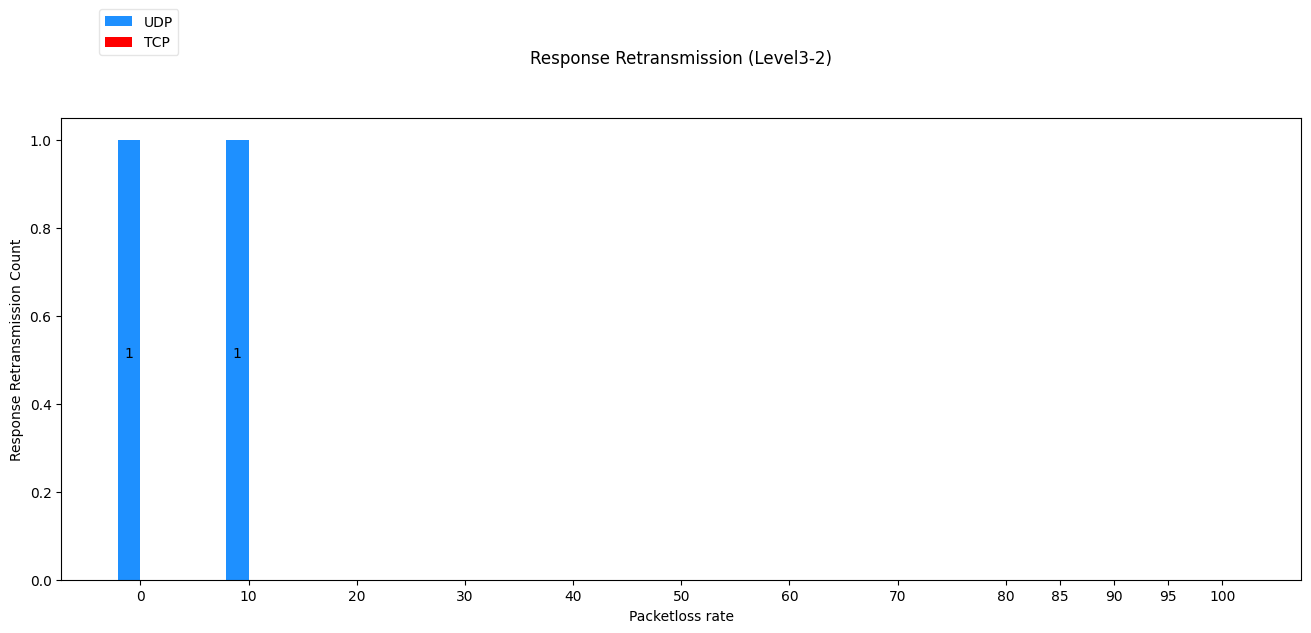 UDP
TCP
Response Retransmission (Level3-2)
Response Retransmission Count
1.0
0.8
0.6
0.4
0.2
0.0
1 1
0 10 20 30 40 50 60 70 80 85 90 95 100
Packetloss rate